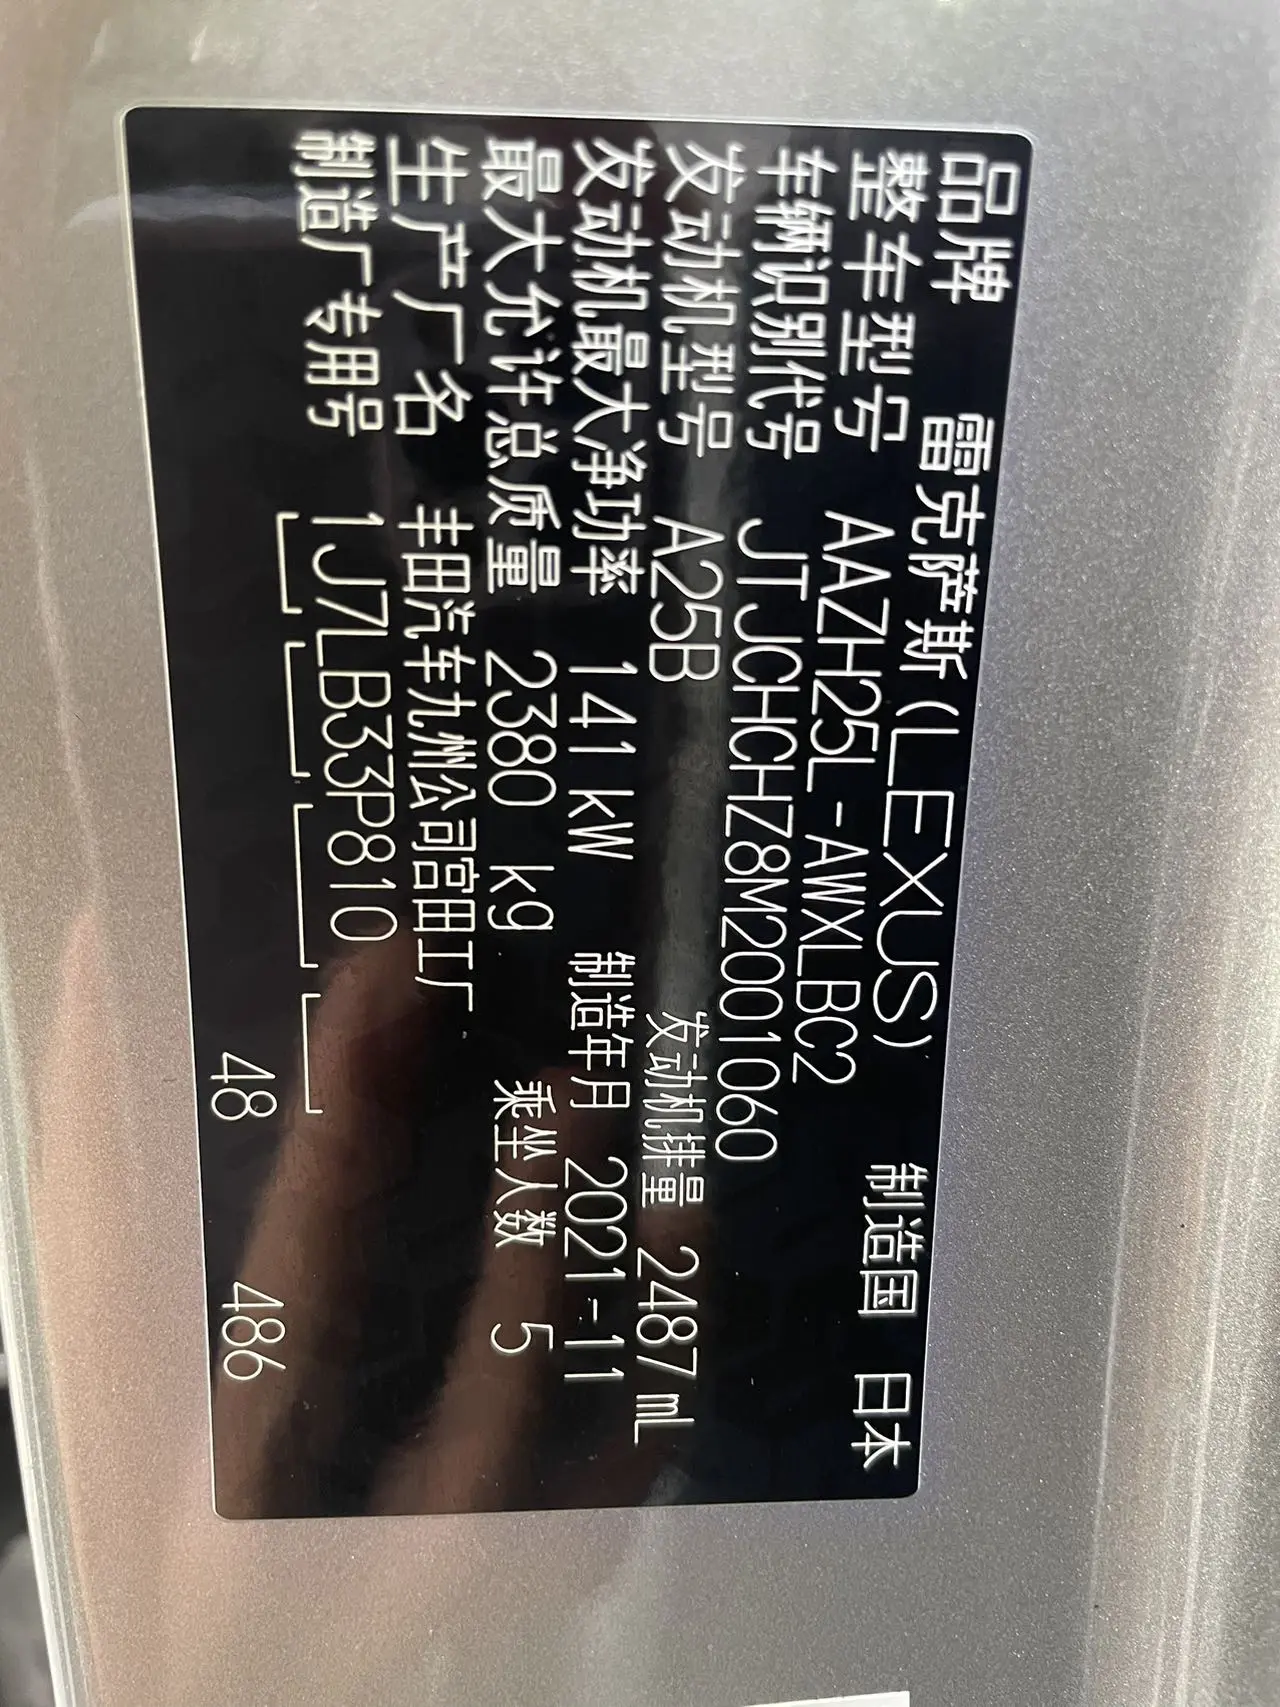 品牌 雷克萨斯(LEXUS) 制造国 日本
整车型号 AAZH25L-AWXLBC2
车辆识别代号 JTJCHCHZ8M2001060
发动机型号 A25B 发动机排量 2487 mL
发动机最大净功率 141 kW 制造年月 2021-11
最大允许总质量 2380 kg 乘坐人数 5
生产厂名 丰田汽车九州公司宫田工厂
制造厂专用号 1J7LB33P810
48 486